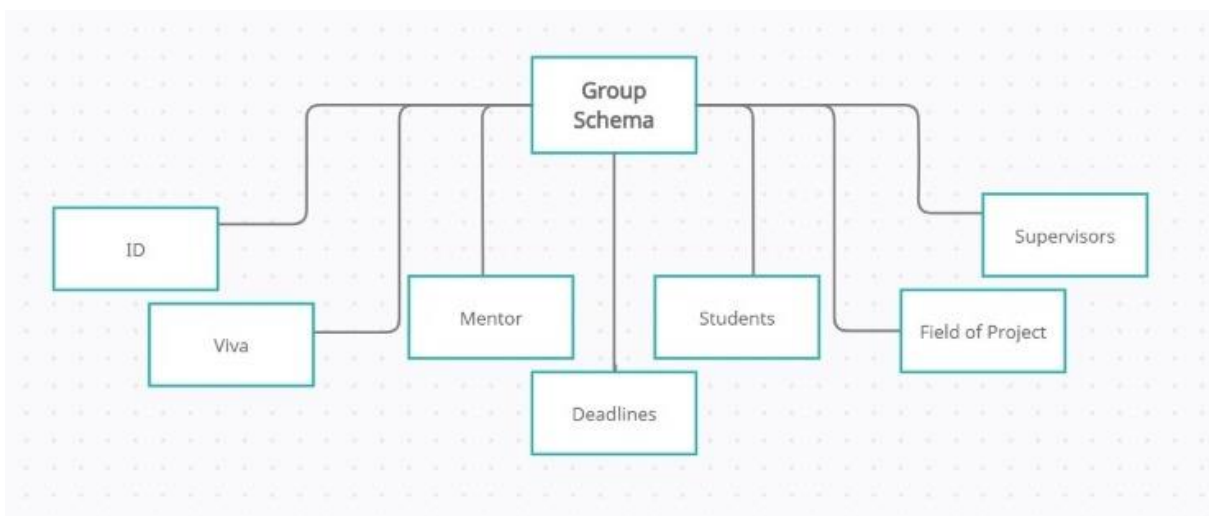 Group
Schema
Supervisors
ID
Mentor
Students
Field of Project
Viva
Deadlines